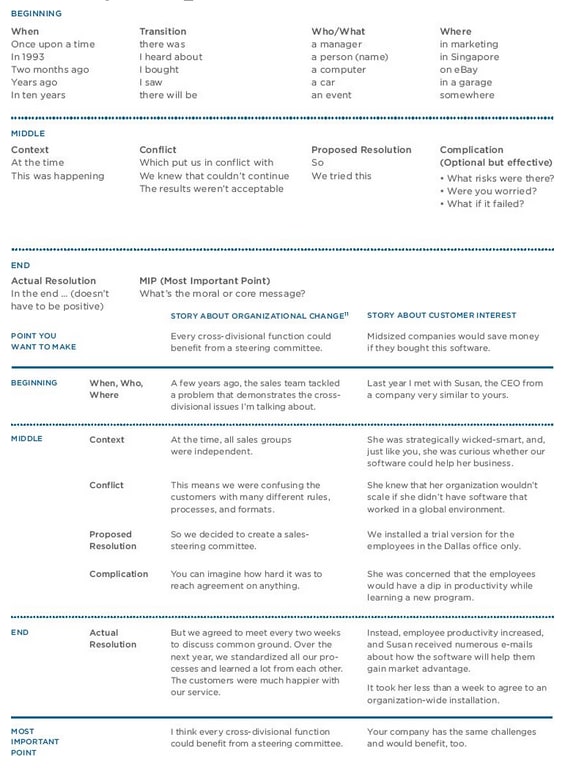 BEGINNING
When Transition Who/What Where
Once upon a time there was a manager in marketing
In 1993 I heard about a person (name) in Singapore
Two months ago I bought a computer on eBay
Years ago I saw a car in a garage
In ten years there will be an event somewhere
MIDDLE
Context Conflict Proposed Resolution Complication
At the time Which put us in conflict with So (Optional but effective)
This was happening We knew that couldn't continue We tried this • What risks were there?
The results weren't acceptable • Were you worried?
• What if it failed?
END
Actual Resolution MIP (Most Important Point)
In the end ... (doesn't What's the moral or core message?
have to be positive)
STORY ABOUT ORGANIZATIONAL CHANGE11 STORY ABOUT CUSTOMER INTEREST
POINT YOU Every cross-divisional function could Midsized companies would save money
WANT TO MAKE benefit from a steering committee. if they bought this software.
BEGINNING When, Who, A few years ago, the sales team tackled Last year I met with Susan, the CEO from
Where a problem that demonstrates the cross- a company very similar to yours.
divisional issues I'm talking about.
MIDDLE Context At the time, all sales groups She was strategically wicked-smart, and,
were independent. just like you, she was curious whether our
software could help her business.
Conflict This means we were confusing the She knew that her organization wouldn't
customers with many different rules, scale if she didn't have software that
processes, and formats. worked in a global environment.
Proposed So we decided to create a sales- We installed a trial version for the
Resolution steering committee. employees in the Dallas office only.
Complication You can imagine how hard it was to She was concerned that the employees
reach agreement on anything. would have a dip in productivity while
learning a new program.
END Actual But we agreed to meet every two weeks Instead, employee productivity increased,
Resolution to discuss common ground. Over the and Susan received numerous e-mails
next year, we standardized all our pro- about how the software will help them
cesses and learned a lot from each other. gain market advantage.
The customers were much happier with It took her less than a week to agree to an
our service. organization-wide installation.
MOST I think every cross-divisional function Your company has the same challenges
IMPORTANT could benefit from a steering committee. and would benefit, too.
POINT